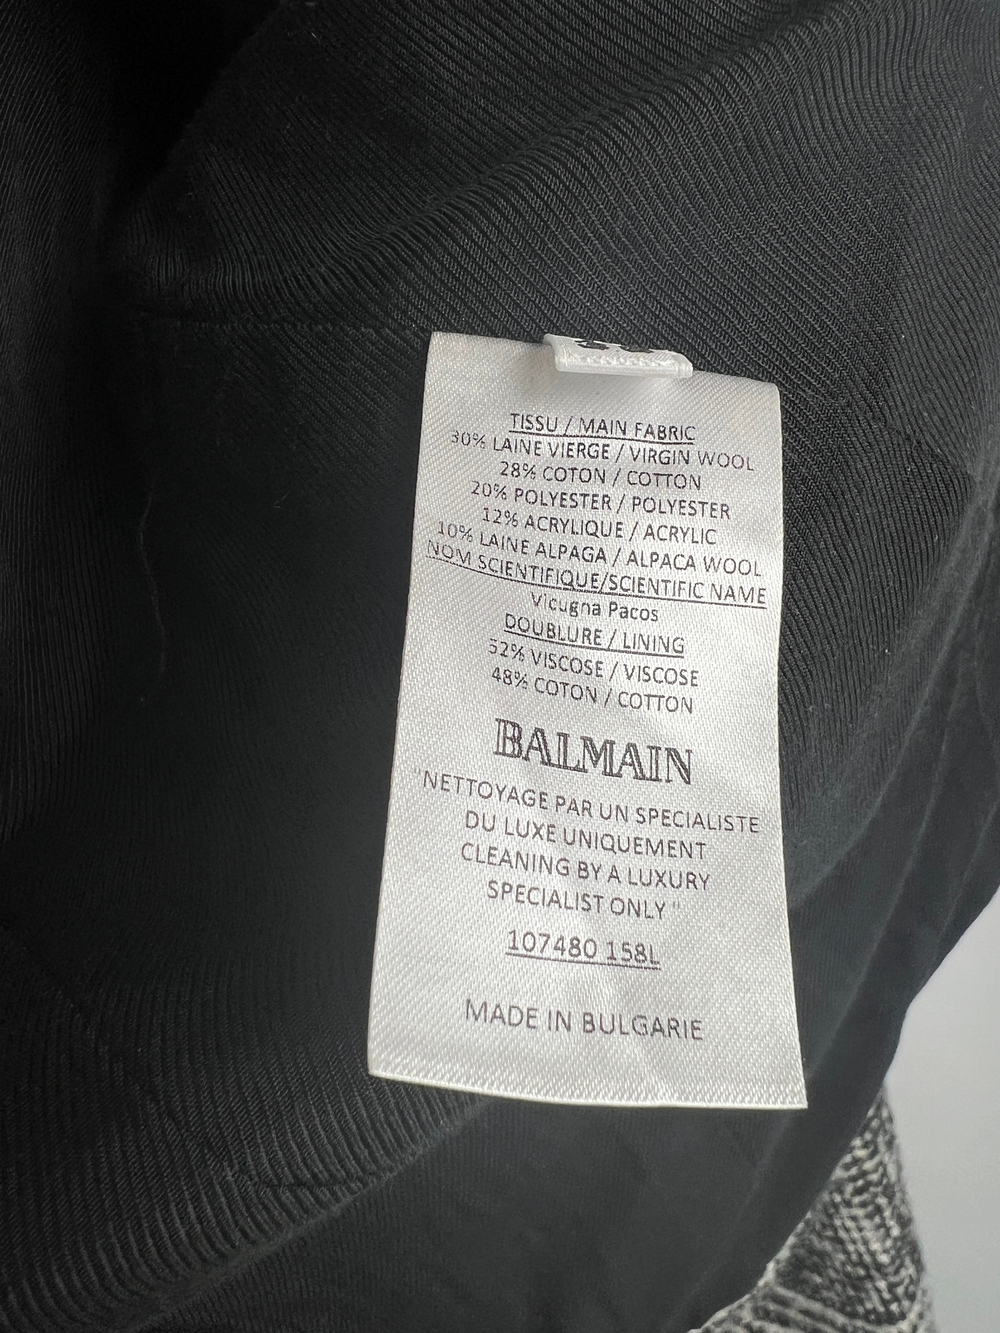 TISSU / MAIN FABRIC
30% LAINE VIERGE / VIRGIN WOOL
28% COTON / COTTON
20% POLYESTER / POLYESTER
12% ACRYLIQUE / ACRYLIC
10% LAINE ALPAGA / ALPACA WOOL
NOM SCIENTIFIQUE/SCIENTIFIC NAME
Vicugna Pacos
DOUBLURE / LINING
52% VISCOSE / VISCOSE
48% COTON / COTTON
BALMAIN
"NETTOYAGE PAR UN SPECIALISTE
DU LUXE UNIQUEMENT
CLEANING BY A LUXURY
SPECIALIST ONLY "
107480 158L
MADE IN BULGARIE